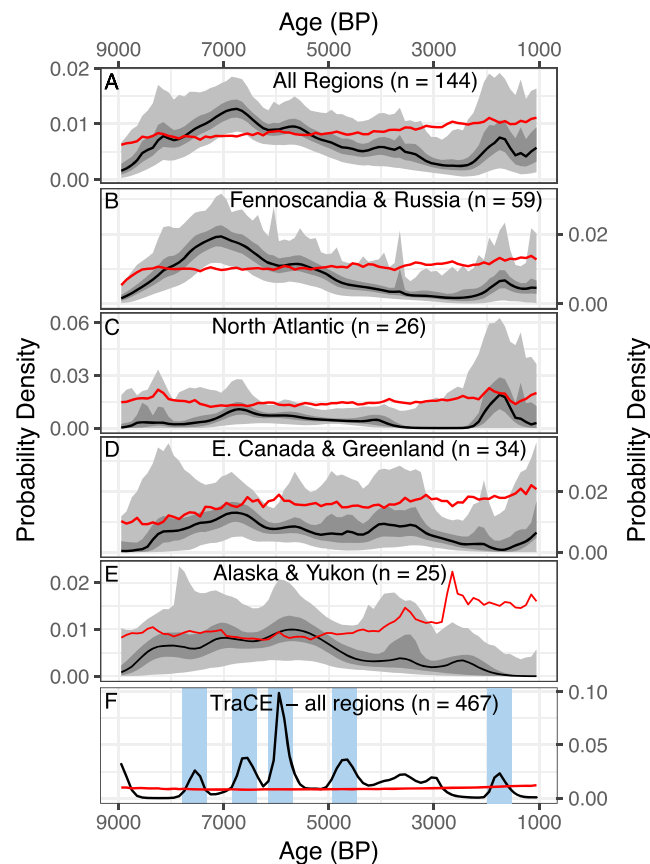 Age (BP)
9000 7000 5000 3000 1000
A All Regions (n = 144)
0.02
0.01
0.00
B Fennoscandia & Russia (n = 59)
0.02
0.00
C North Atlantic (n = 26)
0.06
0.03
0.00
D E. Canada & Greenland (n = 34)
0.02
0.00
E Alaska & Yukon (n = 25)
0.02
0.01
0.00
F TraCE – all regions (n = 467)
0.10
0.05
0.00
9000 7000 5000 3000 1000
Age (BP)
Probability Density
Probability Density